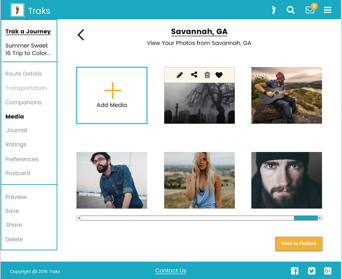 Traks
2
Trak a Journey
Summer Sweet
16 Trip to Color...
Route Details
Transportation
Companions
Media
Journal
Ratings
Preferences
Postcard
Preview
Save
Share
Delete
Savannah, GA
View Your Photos from Savannah, GA
Add Media
Back to Folders
Copyright @ 2016 Traks
Contact Us